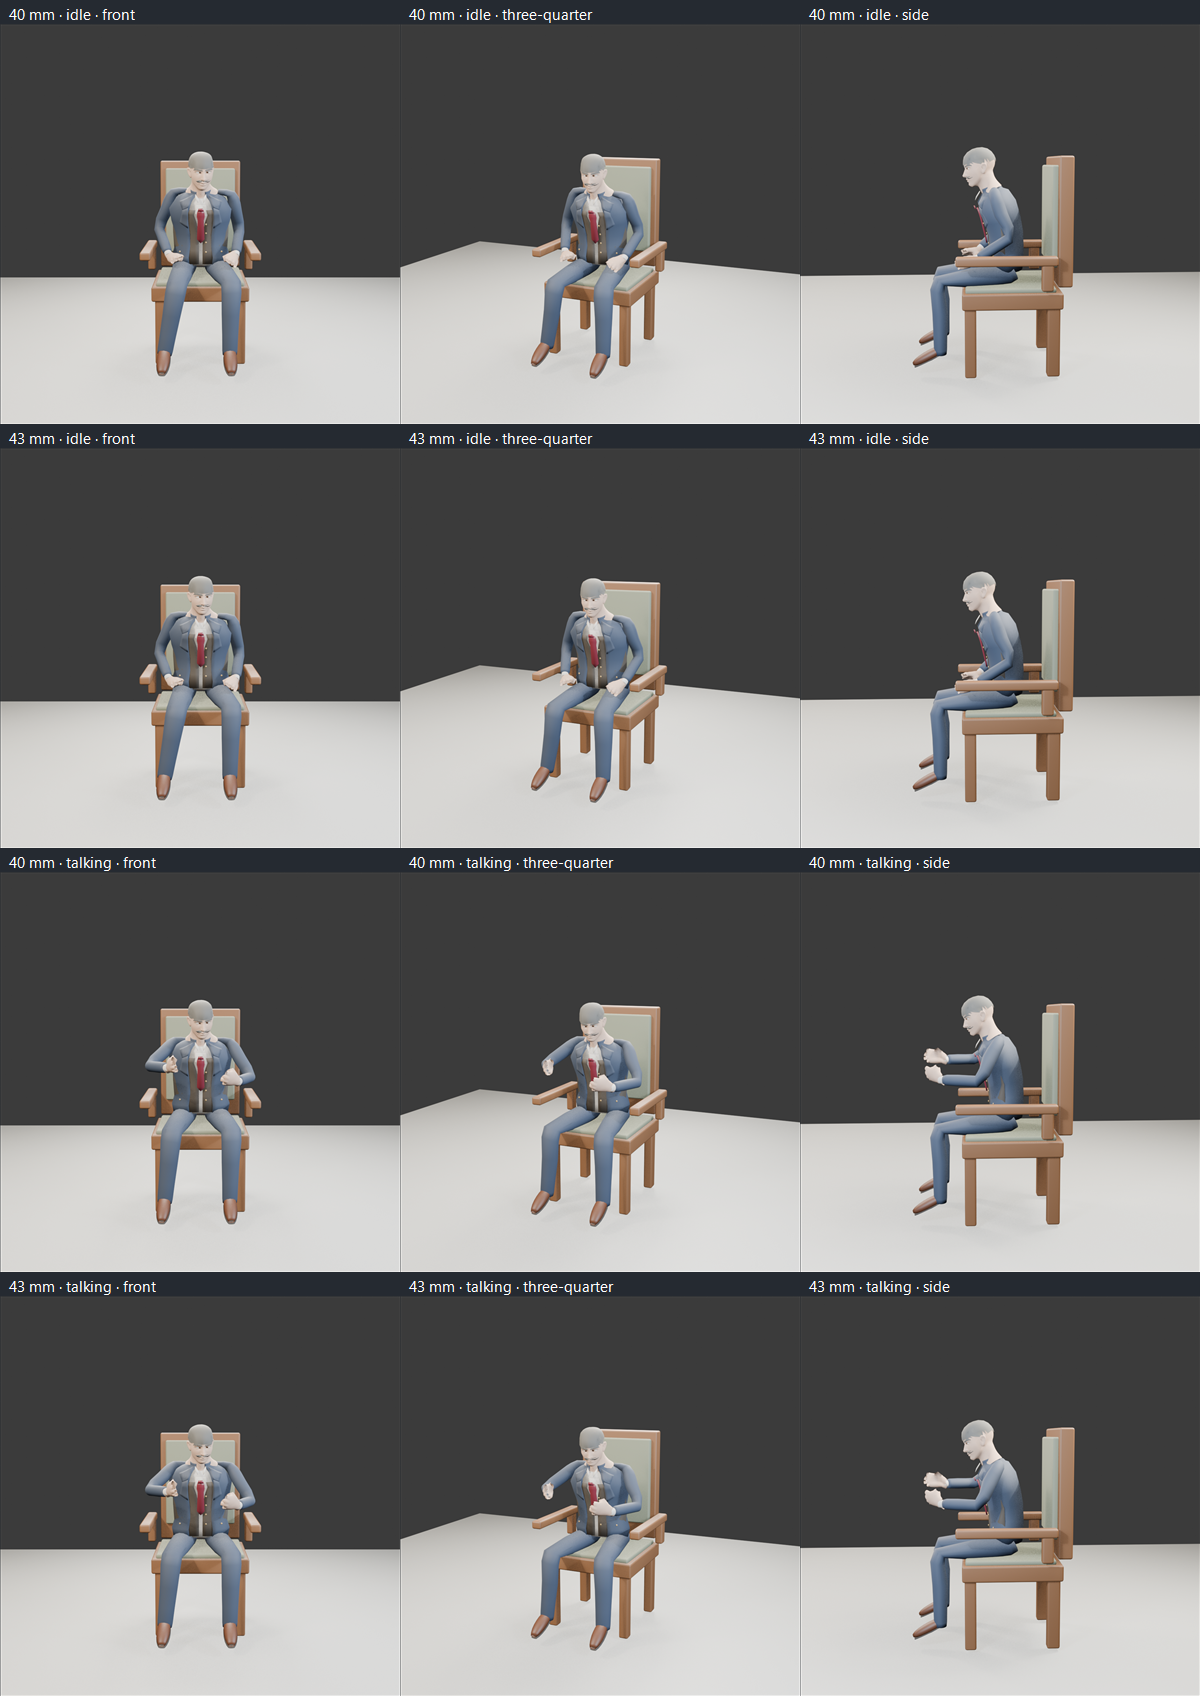 40 mm · idle · front
40 mm · idle · three-quarter
40 mm · idle · side
43 mm · idle · front
43 mm · idle · three-quarter
43 mm · idle · side
40 mm · talking · front
40 mm · talking · three-quarter
40 mm · talking · side
43 mm · talking · front
43 mm · talking · three-quarter
43 mm · talking · side